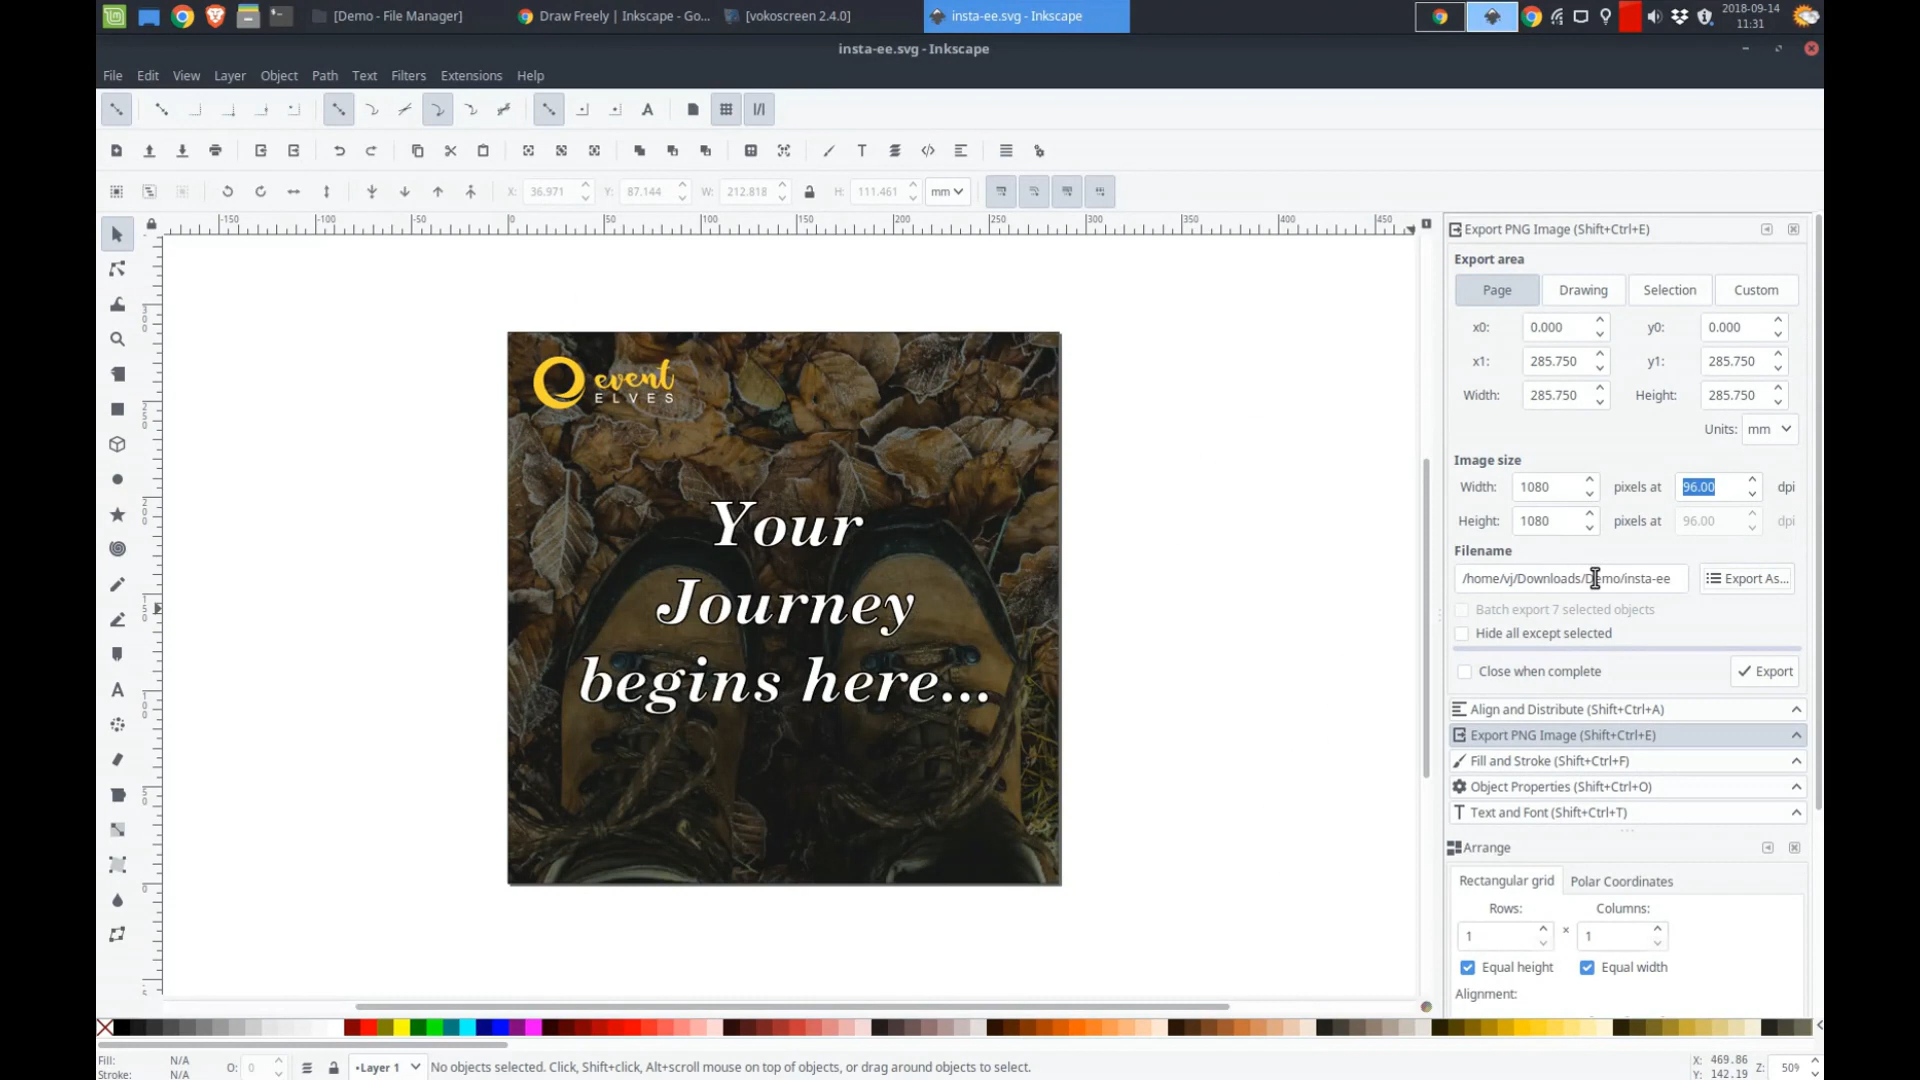 [Demo - File Manager]
Draw Freely | Inkscape - Go...
[vokoscreen 2.4.0]
insta-ee.svg - Inkscape
2018-09-14
11:31
insta-ee.svg - Inkscape
File Edit View Layer Object Path Text Filters Extensions Help
X: 36.971 Y: 87.144 W: 212.818 H: 111.461 mm
-150 -100 -50 0 50 100 150 200 250 300 350 400 450
Export PNG Image (Shift+Ctrl+E)
Export area
Page Drawing Selection Custom
x0: 0.000 y0: 0.000
x1: 285.750 y1: 285.750
Width: 285.750 Height: 285.750
Units: mm
Image size
Width: 1080 pixels at 96.00 dpi
Height: 1080 pixels at 96.00 dpi
Filename
/home/vj/Downloads/Demo/insta-ee Export As...
Batch export 7 selected objects
Hide all except selected
Close when complete Export
Align and Distribute (Shift+Ctrl+A)
Export PNG Image (Shift+Ctrl+E)
Fill and Stroke (Shift+Ctrl+F)
Object Properties (Shift+Ctrl+O)
Text and Font (Shift+Ctrl+T)
Arrange
Rectangular grid Polar Coordinates
Rows: Columns:
1 × 1
Equal height Equal width
Alignment:
event
ELVES
Your
Journey
begins here...
Fill: N/A
Stroke: N/A
O: 0
•Layer 1
No objects selected. Click, Shift+click, Alt+scroll mouse on top of objects, or drag around objects to select.
X: 469.86
Y: 142.19
Z: 50%